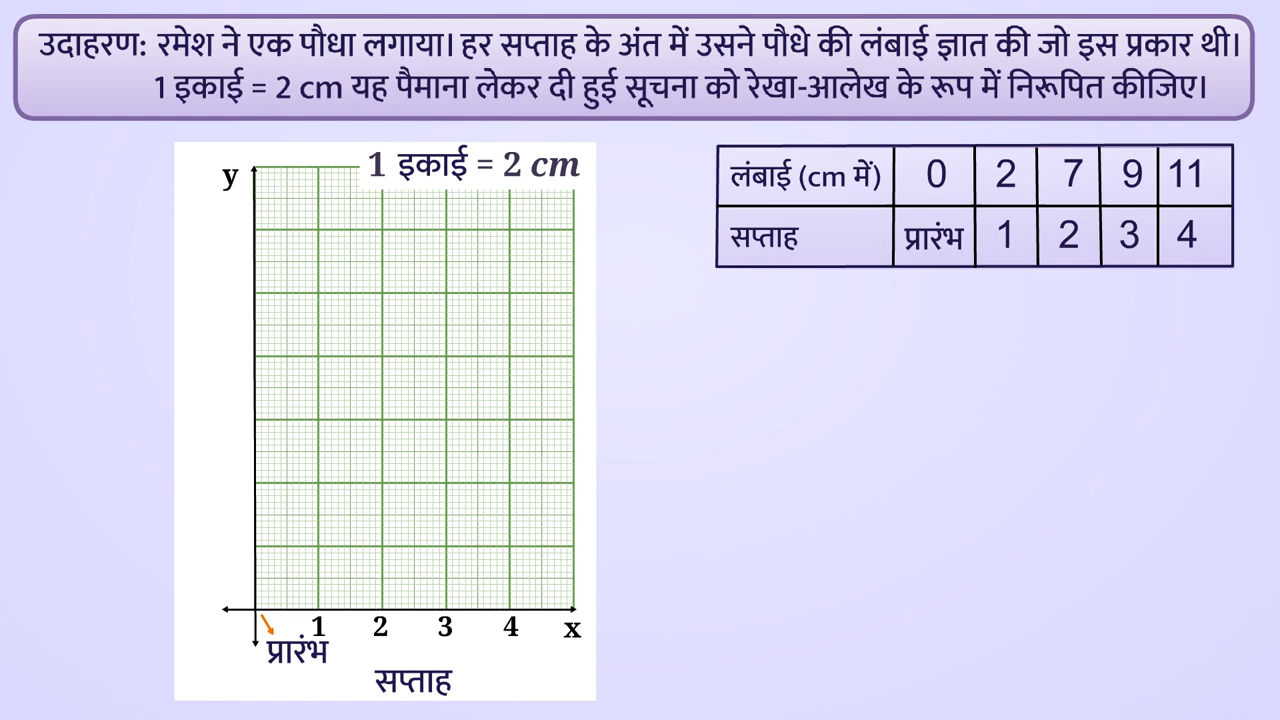 उदाहरण: रमेश ने एक पौधा लगाया। हर सप्ताह के अंत में उसने पौधे की लंबाई ज्ञात की जो इस प्रकार थी।
1 इकाई = 2 cm यह पैमाना लेकर दी हुई सूचना को रेखा-आलेख के रूप में निरूपित कीजिए।
1 इकाई = 2 cm
y
लंबाई (cm में) 0 2 7 9 11
सप्ताह प्रारंभ 1 2 3 4
1 2 3 4 x
प्रारंभ
सप्ताह